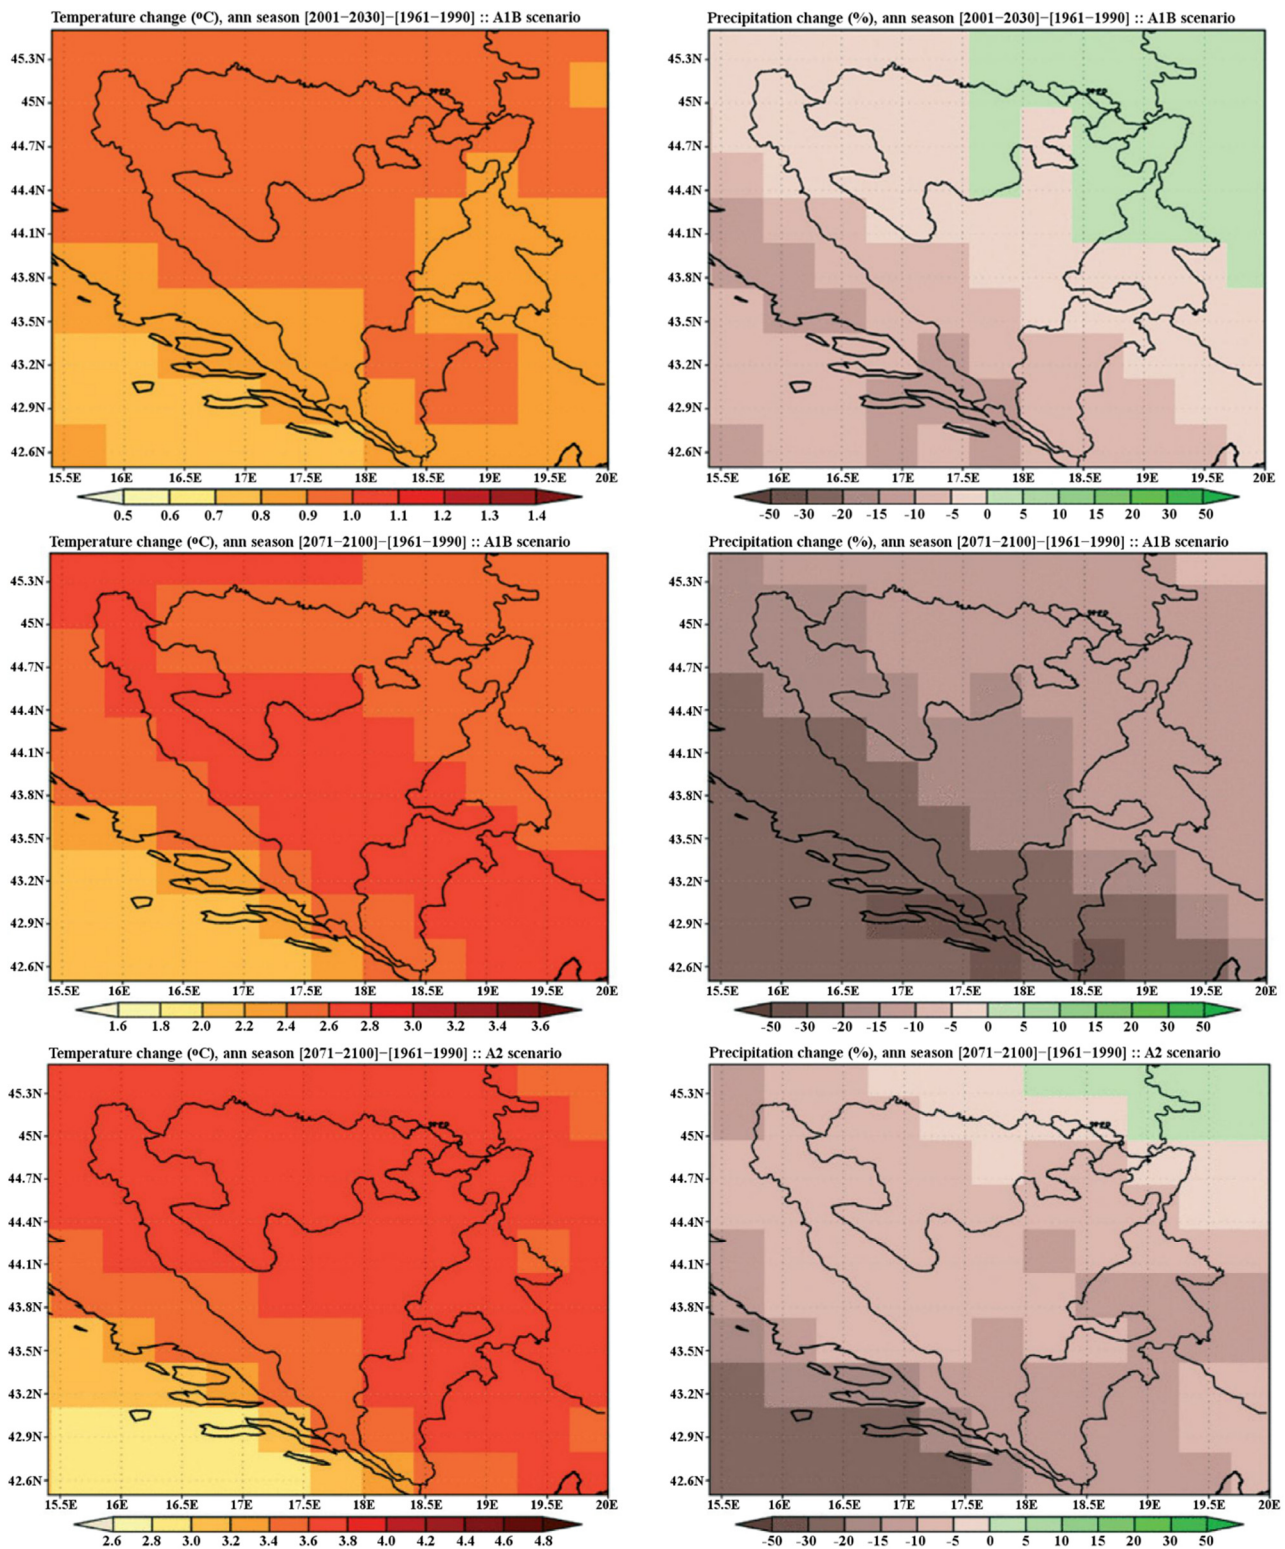 Temperature change (ºC), ann season [2001−2030]−[1961−1990] :: A1B scenario
45.3N
45N
44.7N
44.4N
44.1N
43.8N
43.5N
43.2N
42.9N
42.6N
15.5E 16E 16.5E 17E 17.5E 18E 18.5E 19E 19.5E 20E
0.5 0.6 0.7 0.8 0.9 1.0 1.1 1.2 1.3 1.4
Precipitation change (%), ann season [2001−2030]−[1961−1990] :: A1B scenario
45.3N
45N
44.7N
44.4N
44.1N
43.8N
43.5N
43.2N
42.9N
42.6N
15.5E 16E 16.5E 17E 17.5E 18E 18.5E 19E 19.5E 20E
-50 -30 -20 -15 -10 -5 0 5 10 15 20 30 50
Temperature change (ºC), ann season [2071−2100]−[1961−1990] :: A1B scenario
45.3N
45N
44.7N
44.4N
44.1N
43.8N
43.5N
43.2N
42.9N
42.6N
15.5E 16E 16.5E 17E 17.5E 18E 18.5E 19E 19.5E 20E
1.6 1.8 2.0 2.2 2.4 2.6 2.8 3.0 3.2 3.4 3.6
Precipitation change (%), ann season [2071−2100]−[1961−1990] :: A1B scenario
45.3N
45N
44.7N
44.4N
44.1N
43.8N
43.5N
43.2N
42.9N
42.6N
15.5E 16E 16.5E 17E 17.5E 18E 18.5E 19E 19.5E 20E
-50 -30 -20 -15 -10 -5 0 5 10 15 20 30 50
Temperature change (ºC), ann season [2071−2100]−[1961−1990] :: A2 scenario
45.3N
45N
44.7N
44.4N
44.1N
43.8N
43.5N
43.2N
42.9N
42.6N
15.5E 16E 16.5E 17E 17.5E 18E 18.5E 19E 19.5E 20E
2.6 2.8 3.0 3.2 3.4 3.6 3.8 4.0 4.2 4.4 4.6 4.8
Precipitation change (%), ann season [2071−2100]−[1961−1990] :: A2 scenario
45.3N
45N
44.7N
44.4N
44.1N
43.8N
43.5N
43.2N
42.9N
42.6N
15.5E 16E 16.5E 17E 17.5E 18E 18.5E 19E 19.5E 20E
-50 -30 -20 -15 -10 -5 0 5 10 15 20 30 50